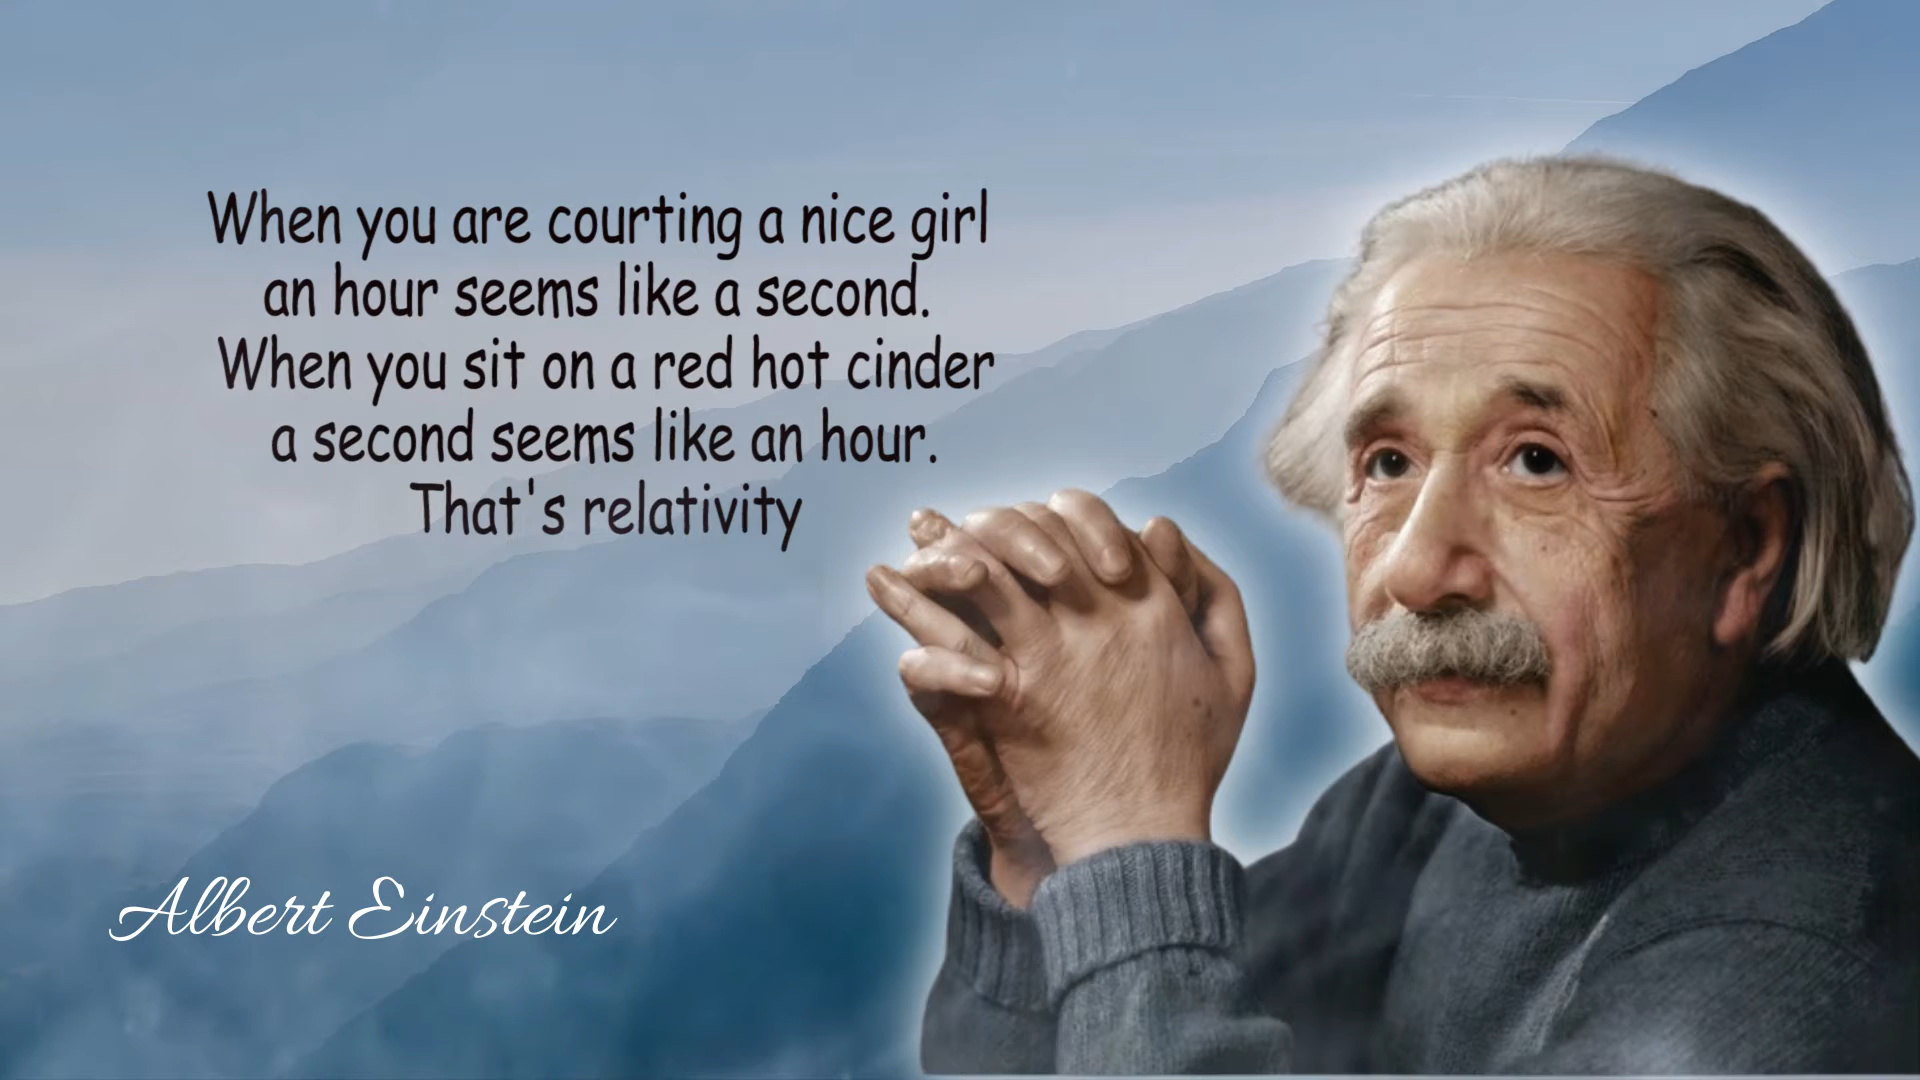 When you are courting a nice girl
an hour seems like a second.
When you sit on a red hot cinder
a second seems like an hour.
That's relativity
Albert Einstein